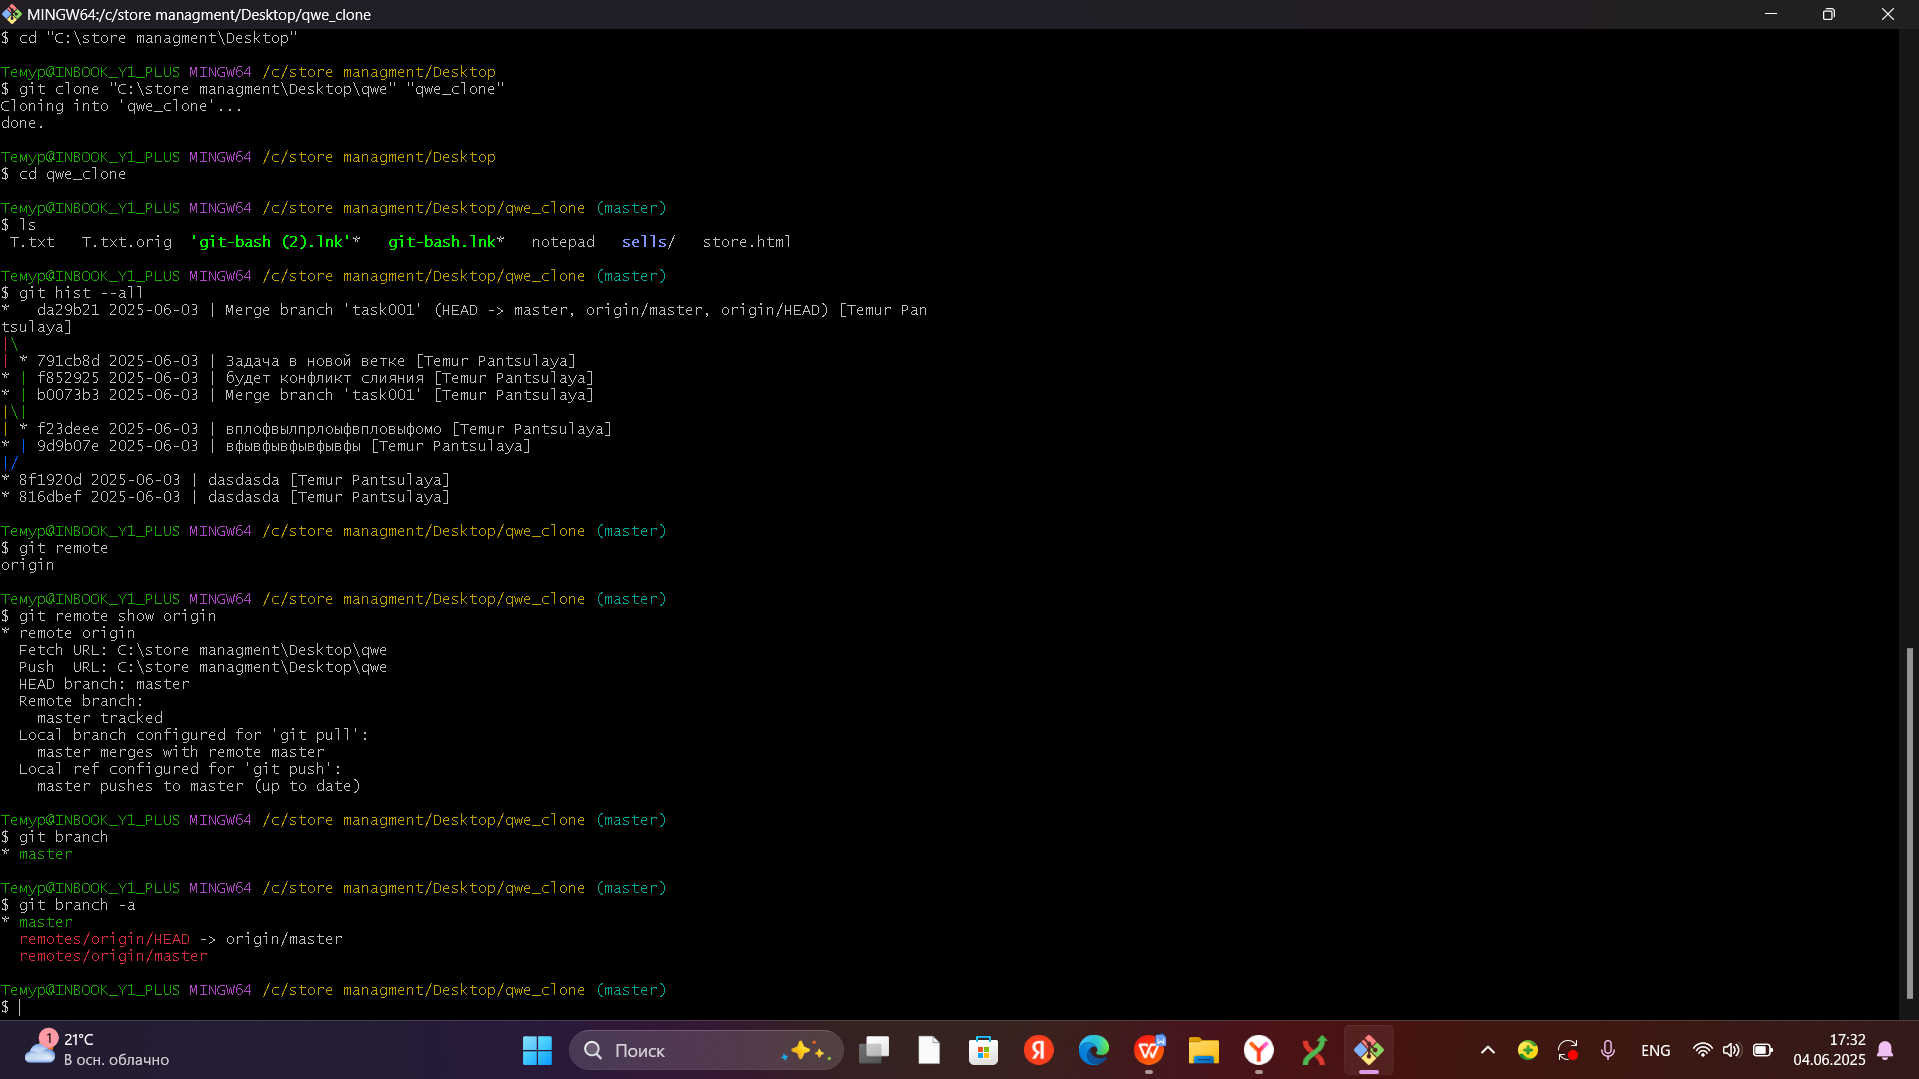 MINGW64:/c/store managment/Desktop/qwe_clone
$ cd "C:\store managment\Desktop"
Темур@INBOOK_Y1_PLUS MINGW64 /c/store managment/Desktop
$ git clone "C:\store managment\Desktop\qwe" "qwe_clone"
Cloning into 'qwe_clone'...
done.
Темур@INBOOK_Y1_PLUS MINGW64 /c/store managment/Desktop
$ cd qwe_clone
Темур@INBOOK_Y1_PLUS MINGW64 /c/store managment/Desktop/qwe_clone (master)
$ ls
T.txt T.txt.orig 'git-bash (2).lnk'* git-bash.lnk* notepad sells/ store.html
Темур@INBOOK_Y1_PLUS MINGW64 /c/store managment/Desktop/qwe_clone (master)
$ git hist --all
*   da29b21 2025-06-03 | Merge branch 'task001' (HEAD -> master, origin/master, origin/HEAD) [Temur Pan
tsulaya]
|\
| * 791cb8d 2025-06-03 | Задача в новой ветке [Temur Pantsulaya]
* | f852925 2025-06-03 | будет конфликт слияния [Temur Pantsulaya]
* | b0073b3 2025-06-03 | Merge branch 'task001' [Temur Pantsulaya]
|\|
| * f23deee 2025-06-03 | вплофвылпрлоыфвпловыфомо [Temur Pantsulaya]
* | 9d9b07e 2025-06-03 | вфывфывфывфывфы [Temur Pantsulaya]
|/
* 8f1920d 2025-06-03 | dasdasda [Temur Pantsulaya]
* 816dbef 2025-06-03 | dasdasda [Temur Pantsulaya]
Темур@INBOOK_Y1_PLUS MINGW64 /c/store managment/Desktop/qwe_clone (master)
$ git remote
origin
Темур@INBOOK_Y1_PLUS MINGW64 /c/store managment/Desktop/qwe_clone (master)
$ git remote show origin
* remote origin
  Fetch URL: C:\store managment\Desktop\qwe
  Push  URL: C:\store managment\Desktop\qwe
  HEAD branch: master
  Remote branch:
    master tracked
  Local branch configured for 'git pull':
    master merges with remote master
  Local ref configured for 'git push':
    master pushes to master (up to date)
Темур@INBOOK_Y1_PLUS MINGW64 /c/store managment/Desktop/qwe_clone (master)
$ git branch
* master
Темур@INBOOK_Y1_PLUS MINGW64 /c/store managment/Desktop/qwe_clone (master)
$ git branch -a
* master
  remotes/origin/HEAD -> origin/master
  remotes/origin/master
Темур@INBOOK_Y1_PLUS MINGW64 /c/store managment/Desktop/qwe_clone (master)
$
1
21°C
В осн. облачно
Поиск
Я
W
Y
ENG
17:32
04.06.2025